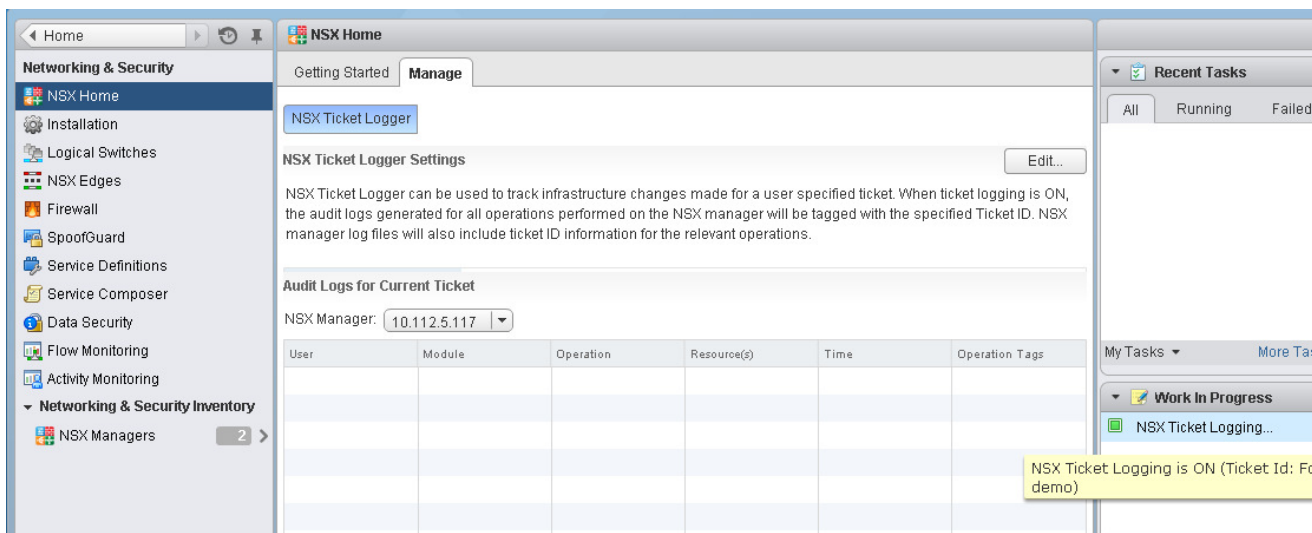 Home
Networking & Security
NSX Home
Installation
Logical Switches
NSX Edges
Firewall
SpoofGuard
Service Definitions
Service Composer
Data Security
Flow Monitoring
Activity Monitoring
Networking & Security Inventory
NSX Managers 2
NSX Home
Getting Started Manage
NSX Ticket Logger
NSX Ticket Logger Settings Edit...
NSX Ticket Logger can be used to track infrastructure changes made for a user specified ticket. When ticket logging is ON,
the audit logs generated for all operations performed on the NSX manager will be tagged with the specified Ticket ID. NSX
manager log files will also include ticket ID information for the relevant operations.
Audit Logs for Current Ticket
NSX Manager: 10.112.5.117
User Module Operation Resource(s) Time Operation Tags
Recent Tasks
All Running Failed
My Tasks More Ta
Work In Progress
NSX Ticket Logging...
NSX Ticket Logging is ON (Ticket Id: Fo
demo)